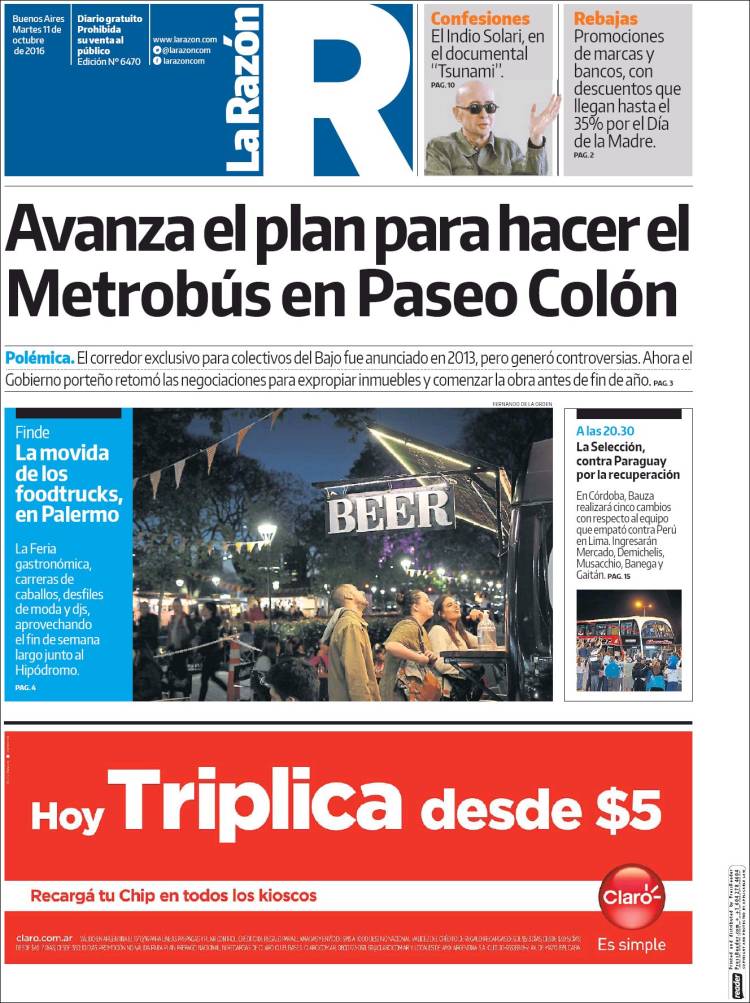 Buenos Aires
Martes 11 de
octubre
de 2016
Diario gratuito
Prohibida
su venta al
público
Edición Nº 6470
www.larazon.com
@larazoncom
larazoncom
La Razón
R
Confesiones
El Indio Solari, en
el documental
“Tsunami”.
PAG. 10
Rebajas
Promociones
de marcas y
bancos, con
descuentos que
llegan hasta el
35% por el Día
de la Madre.
PAG. 2
Avanza el plan para hacer el
Metrobús en Paseo Colón
Polémica. El corredor exclusivo para colectivos del Bajo fue anunciado en 2013, pero generó controversias. Ahora el
Gobierno porteño retomó las negociaciones para expropiar inmuebles y comenzar la obra antes de fin de año. PAG. 3
FERNANDO DE LA ORDEN
Finde
La movida
de los
foodtrucks,
en Palermo
La Feria
gastronómica,
carreras de
caballos, desfiles
de moda y djs,
aprovechando
el fin de semana
largo junto al
Hipódromo.
PAG. 4
BEER
A las 20.30
La Selección,
contra Paraguay
por la recuperación
En Córdoba, Bauza
realizará cinco cambios
con respecto al equipo
que empató contra Perú
en Lima. Ingresarán
Mercado, Demichelis,
Musacchio, Banega y
Gaitán. PAG. 15
Hoy Triplica desde $5
Recargá tu Chip en todos los kioscos
Claro
Es simple
claro.com.ar
Printed and distributed by PressReader
reader